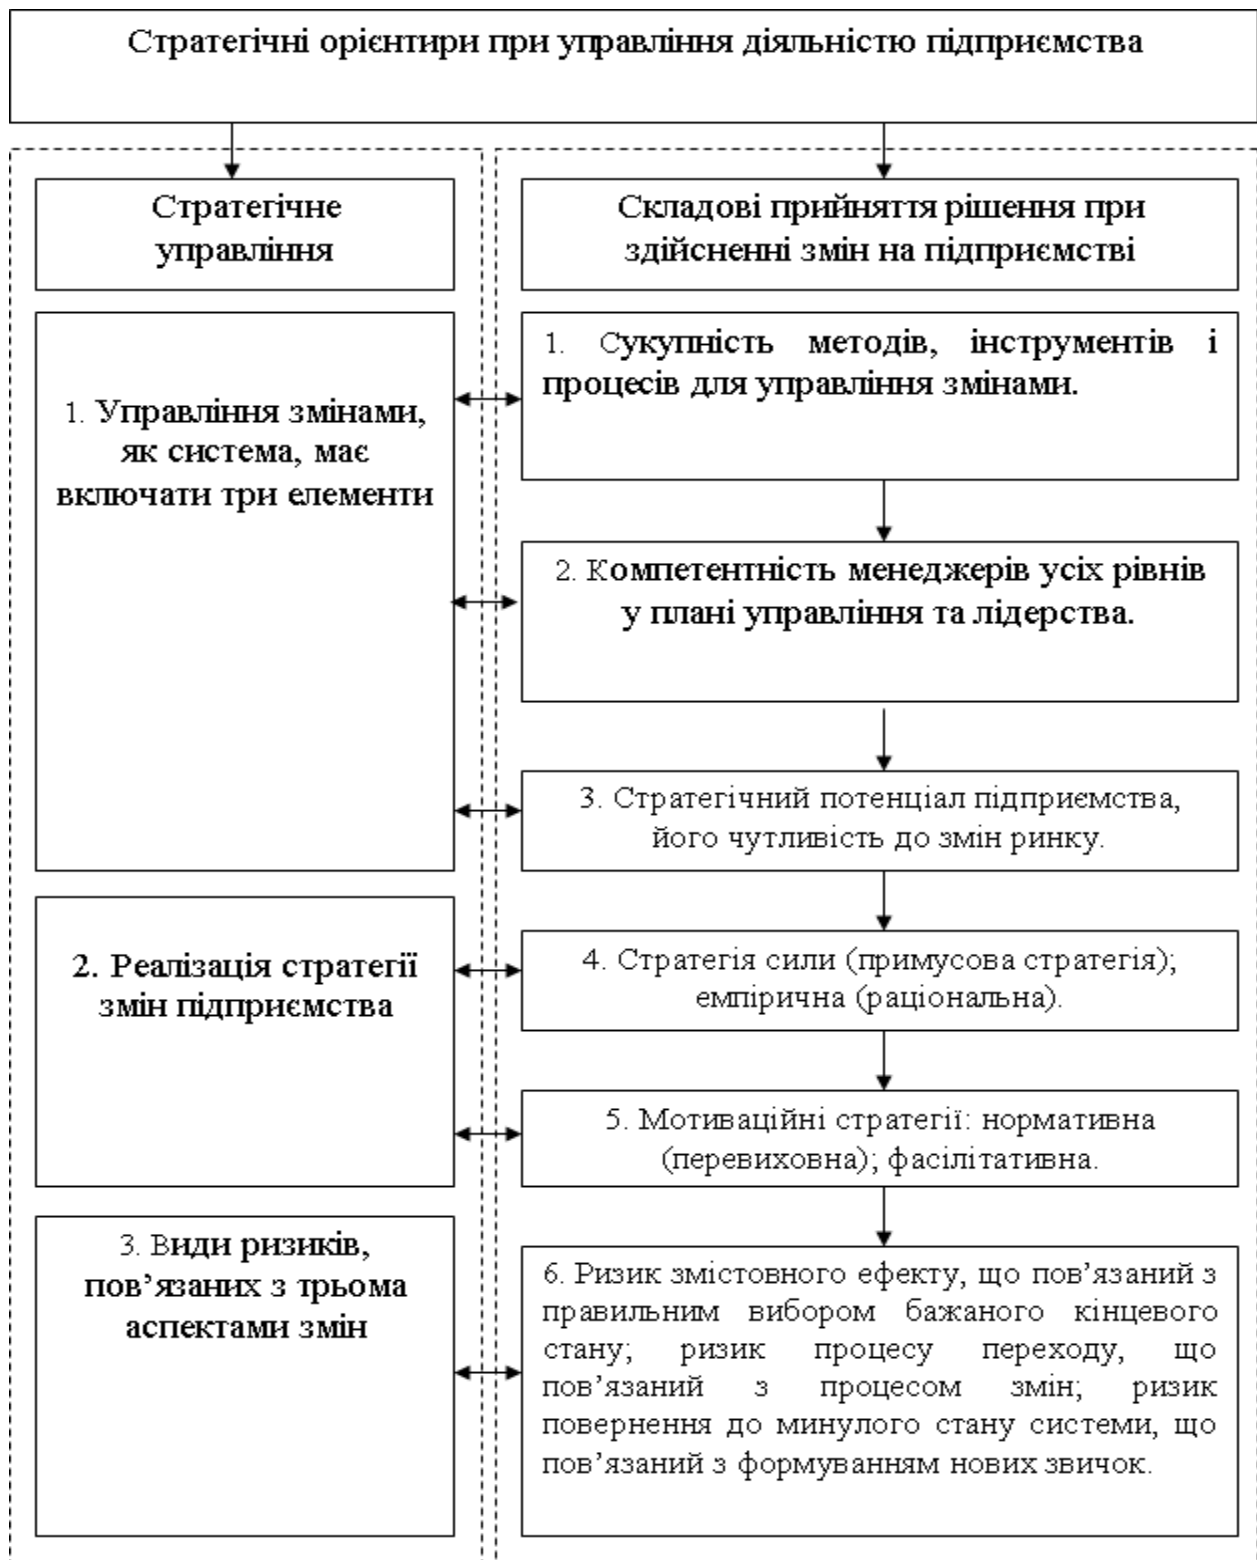 Стратегічні орієнтири при управління діяльністю підприємства
Стратегічне
управління
Складові прийняття рішення при
здійсненні змін на підприємстві
1. Управління змінами,
як система, має
включати три елементи
1. Сукупність методів, інструментів і
процесів для управління змінами.
2. Компетентність менеджерів усіх рівнів
у плані управління та лідерства.
3. Стратегічний потенціал підприємства,
його чутливість до змін ринку.
2. Реалізація стратегії
змін підприємства
4. Стратегія сили (примусова стратегія);
емпірична (раціональна).
5. Мотиваційні стратегії: нормативна
(перевиховна); фасілітативна.
3. Види ризиків,
пов’язаних з трьома
аспектами змін
6. Ризик змістовного ефекту, що пов’язаний з
правильним вибором бажаного кінцевого
стану; ризик процесу переходу, що
пов’язаний з процесом змін; ризик
повернення до минулого стану системи, що
пов’язаний з формуванням нових звичок.